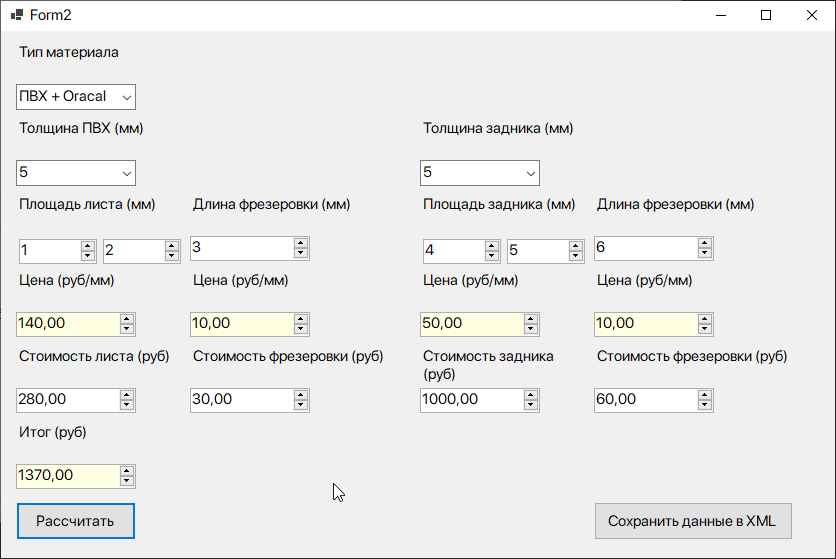 Form2
Тип материала
ПВХ + Oracal
Толщина ПВХ (мм)
Толщина задника (мм)
5
5
Площадь листа (мм)
Длина фрезеровки (мм)
Площадь задника (мм)
Длина фрезеровки (мм)
1
2
3
4
5
6
Цена (руб/мм)
Цена (руб/мм)
Цена (руб/мм)
Цена (руб/мм)
140,00
10,00
50,00
10,00
Стоимость листа (руб)
Стоимость фрезеровки (руб)
Стоимость задника
(руб)
Стоимость фрезеровки (руб)
280,00
30,00
1000,00
60,00
Итог (руб)
1370,00
Рассчитать
Сохранить данные в XML